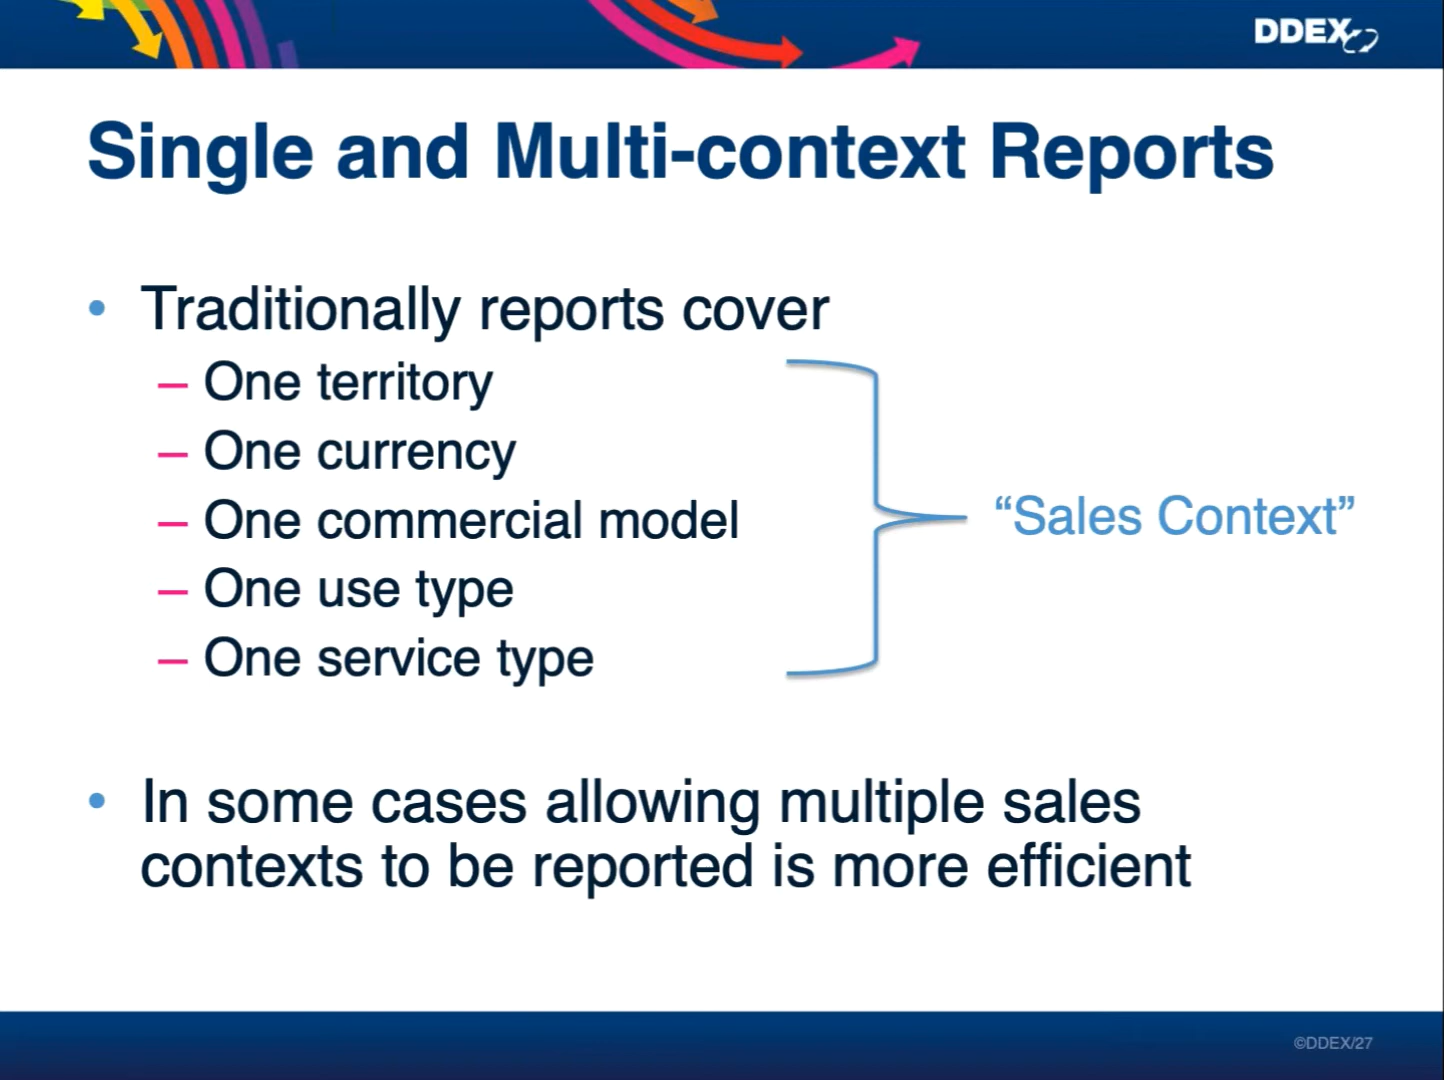 DDEX
Single and Multi-context Reports
• Traditionally reports cover
– One territory
– One currency
– One commercial model
– One use type
– One service type
“Sales Context”
• In some cases allowing multiple sales
contexts to be reported is more efficient
©DDEX/27